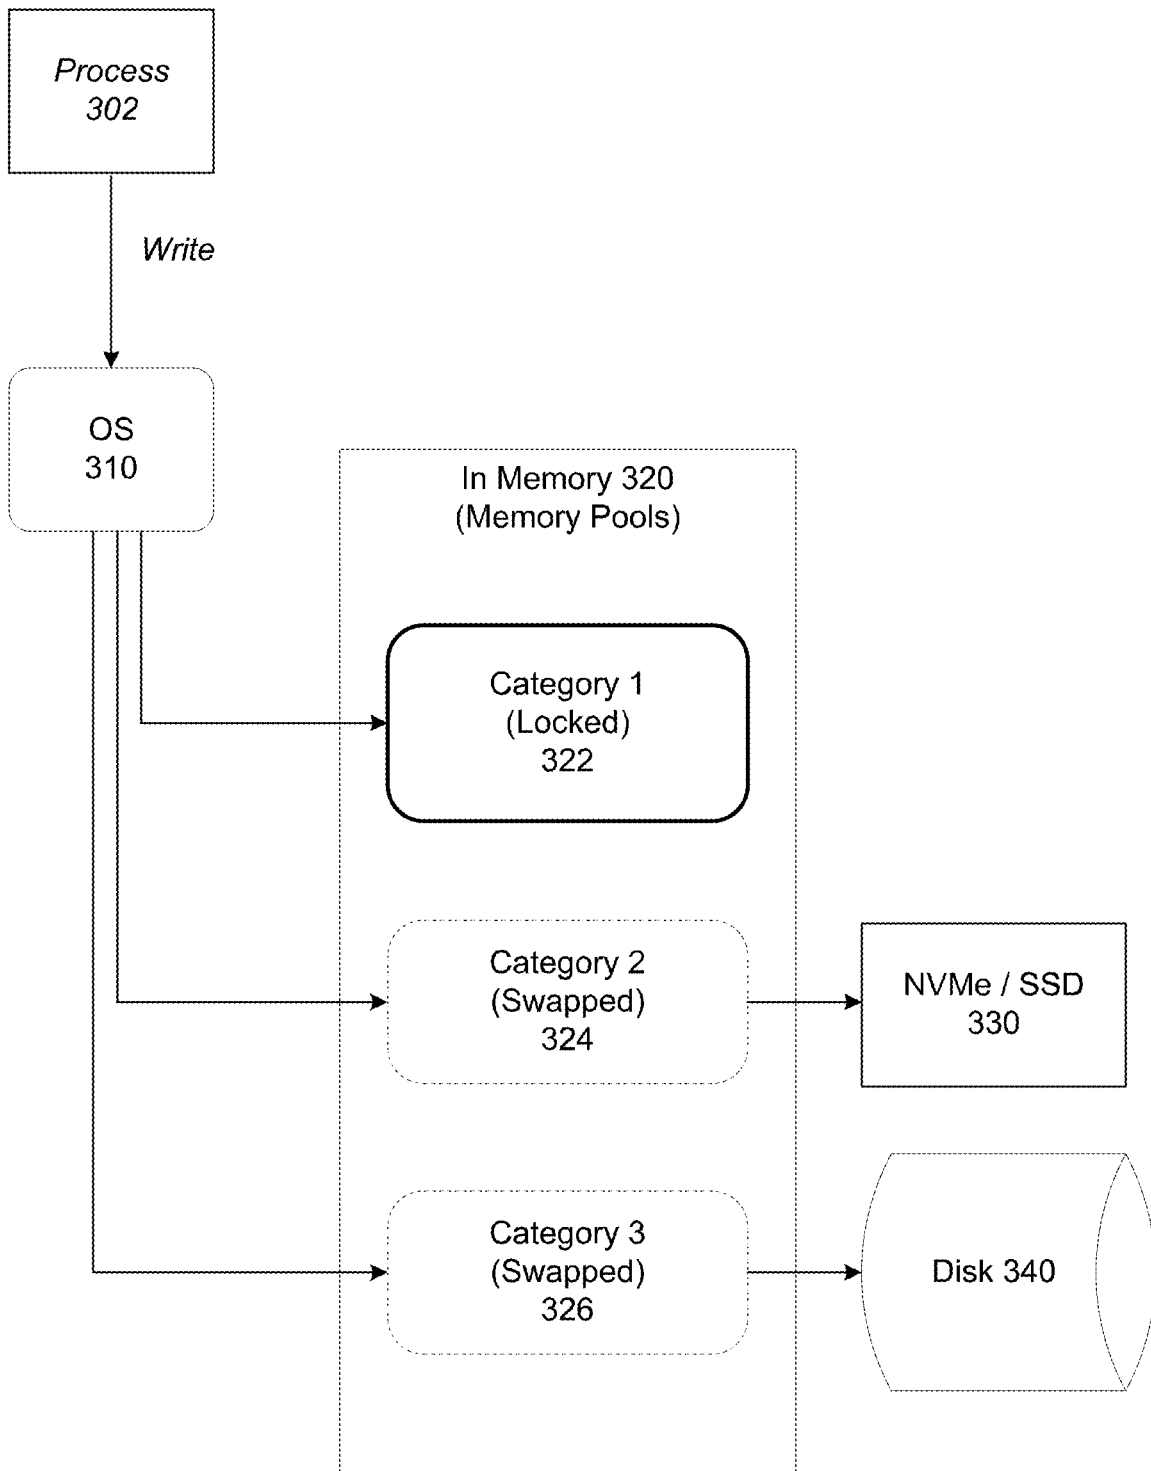 Process
302
Write
OS
310
In Memory 320
(Memory Pools)
Category 1
(Locked)
322
Category 2
(Swapped)
324
NVMe / SSD
330
Category 3
(Swapped)
326
Disk 340